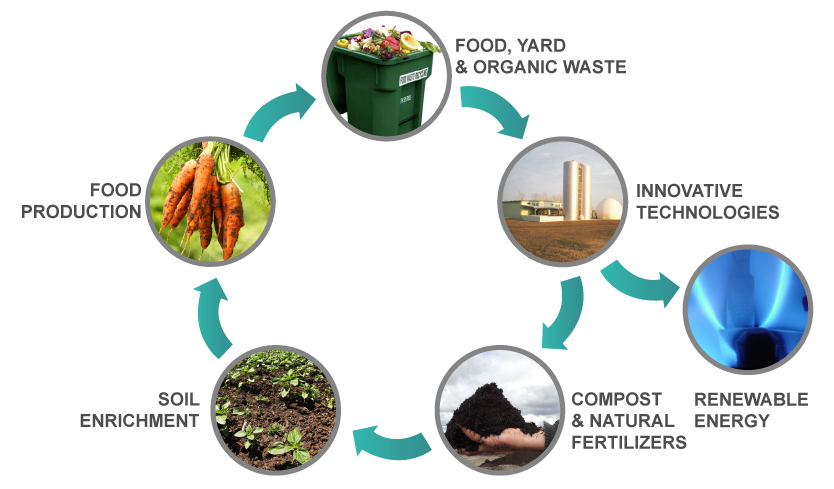 FOOD, YARD
& ORGANIC WASTE
INNOVATIVE
TECHNOLOGIES
RENEWABLE
ENERGY
COMPOST
& NATURAL
FERTILIZERS
SOIL
ENRICHMENT
FOOD
PRODUCTION